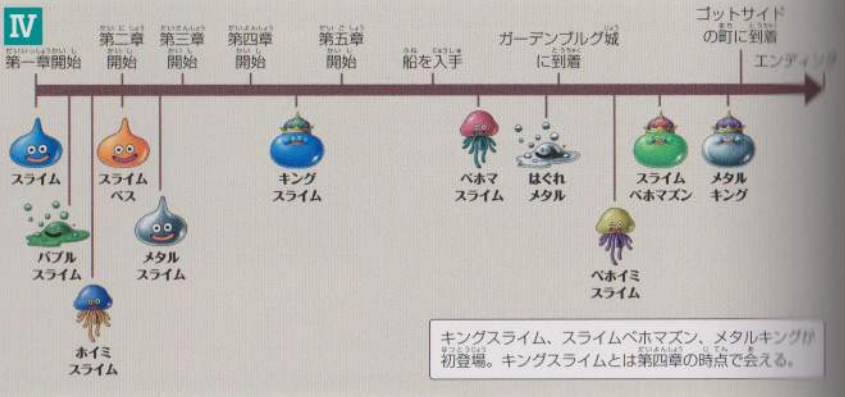 IV
第一章開始
第二章
開始
第三章
開始
第四章
開始
第五章
開始
船を入手
ガーデンブルグ城
に到着
ゴットサイド
の町に到着
エンディング
スライム
バブル
スライム
ホイミ
スライム
スライム
ベス
メタル
スライム
キング
スライム
ベホマ
スライム
はぐれ
メタル
ベホイミ
スライム
スライム
ベホマズン
メタル
キング
キングスライム、スライムベホマズン、メタルキングが
初登場。キングスライムとは第四章の時点で会える。